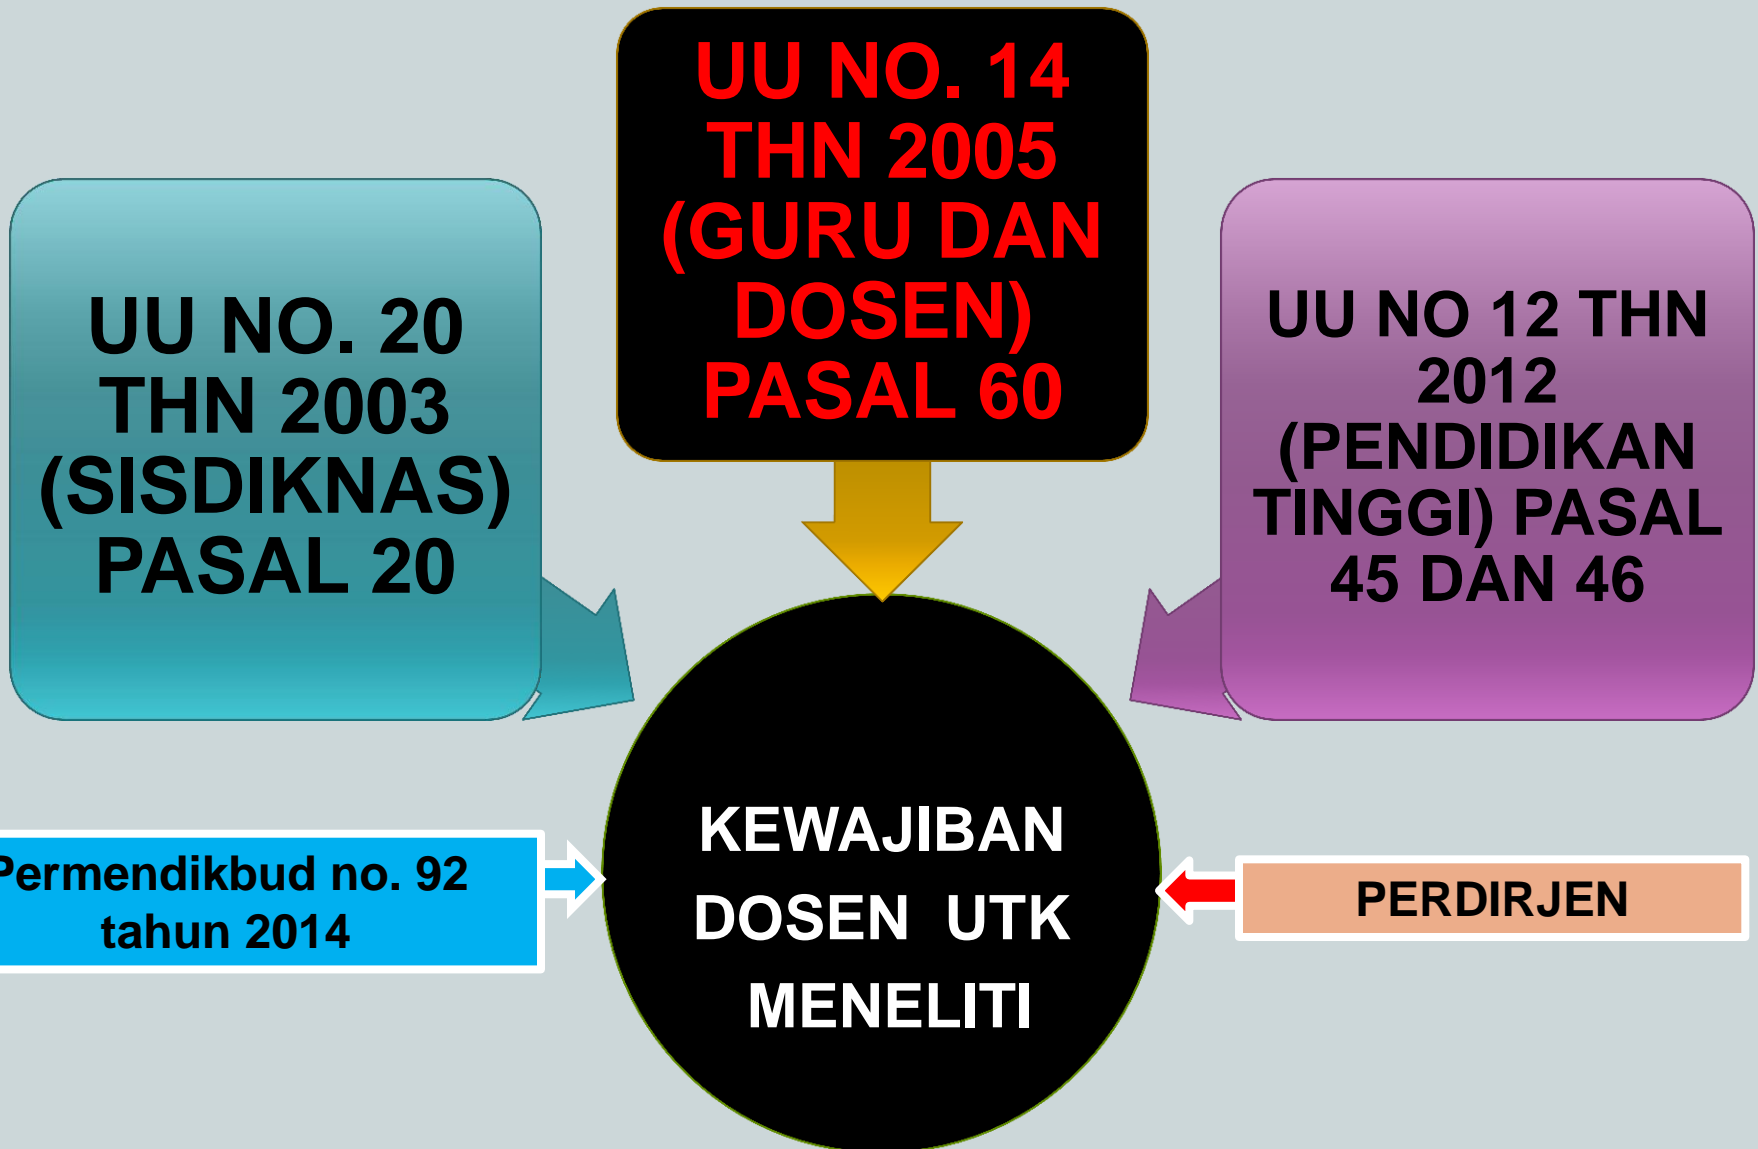 UU NO. 14
THN 2005
(GURU DAN
DOSEN)
PASAL 60
UU NO. 20
THN 2003
(SISDIKNAS)
PASAL 20
UU NO 12 THN
2012
(PENDIDIKAN
TINGGI) PASAL
45 DAN 46
KEWAJIBAN
DOSEN UTK
MENELITI
Permendikbud no. 92
tahun 2014
PERDIRJEN